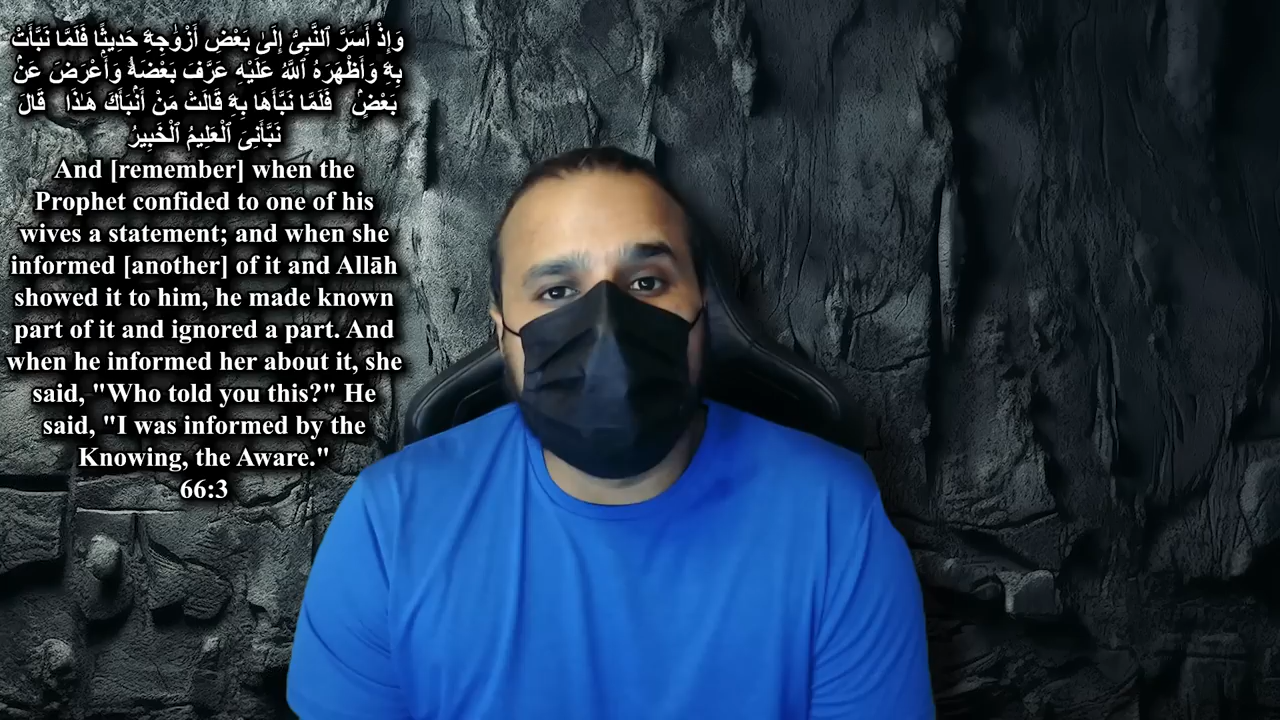 وَإِذْ أَسَرَّ ٱلنَّبِىُّ إِلَىٰ بَعْضِ أَزْوَٰجِهِۦ حَدِيثًا فَلَمَّا نَبَّأَتْ
بِهِۦ وَأَظْهَرَهُ ٱللَّهُ عَلَيْهِ عَرَّفَ بَعْضَهُۥ وَأَعْرَضَ عَنۢ
بَعْضٍ ۖ فَلَمَّا نَبَّأَهَا بِهِۦ قَالَتْ مَنْ أَنۢبَأَكَ هَـٰذَا ۖ قَالَ
نَبَّأَنِىَ ٱلْعَلِيمُ ٱلْخَبِيرُ
And [remember] when the
Prophet confided to one of his
wives a statement; and when she
informed [another] of it and Allāh
showed it to him, he made known
part of it and ignored a part. And
when he informed her about it, she
said, "Who told you this?" He
said, "I was informed by the
Knowing, the Aware."
66:3